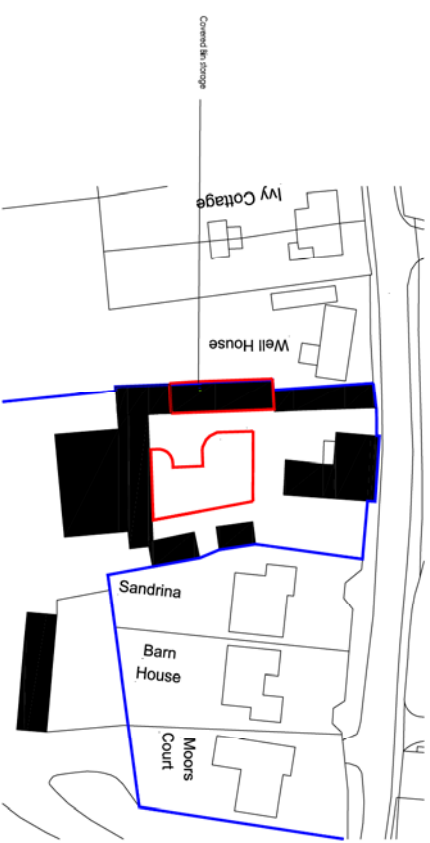 Covered Bin storage
Ivy Cottage
Well House
Sandrina
Barn
House
Moors
Court